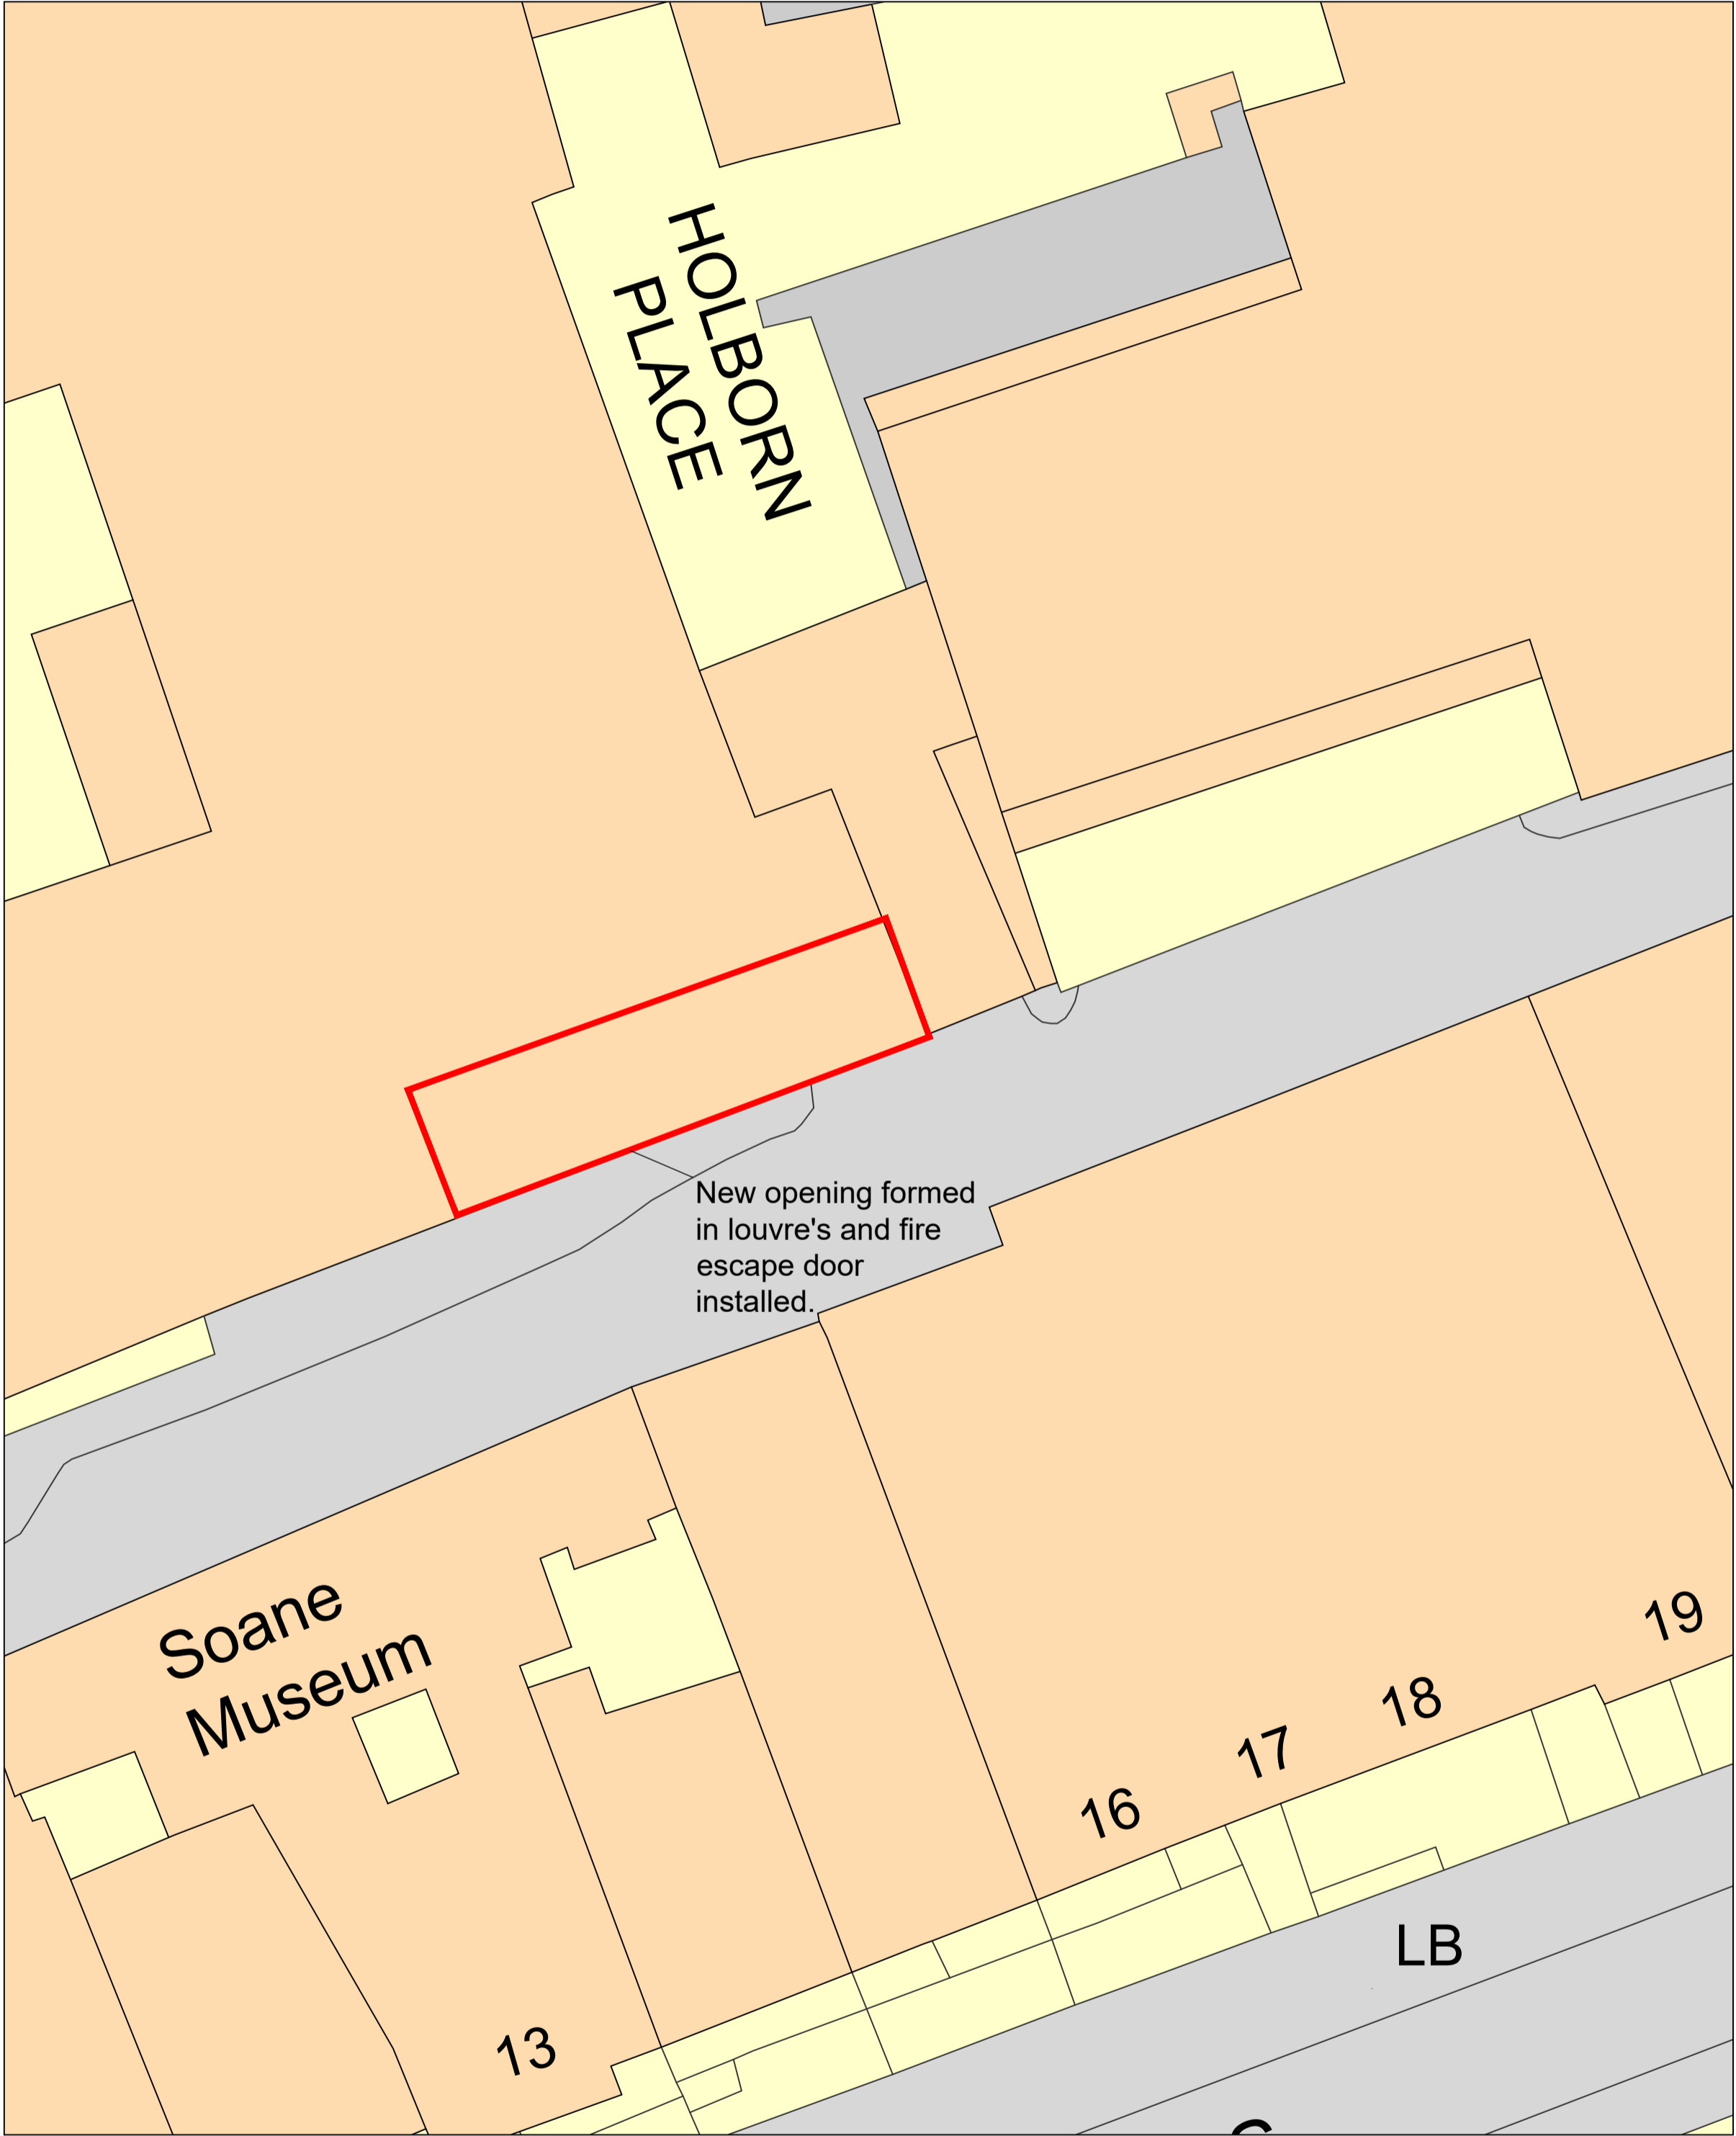 HOLBORN
PLACE
New opening formed
in louvre's and fire
escape door
installed.
Soane
Museum
19
18
17
16
LB
13